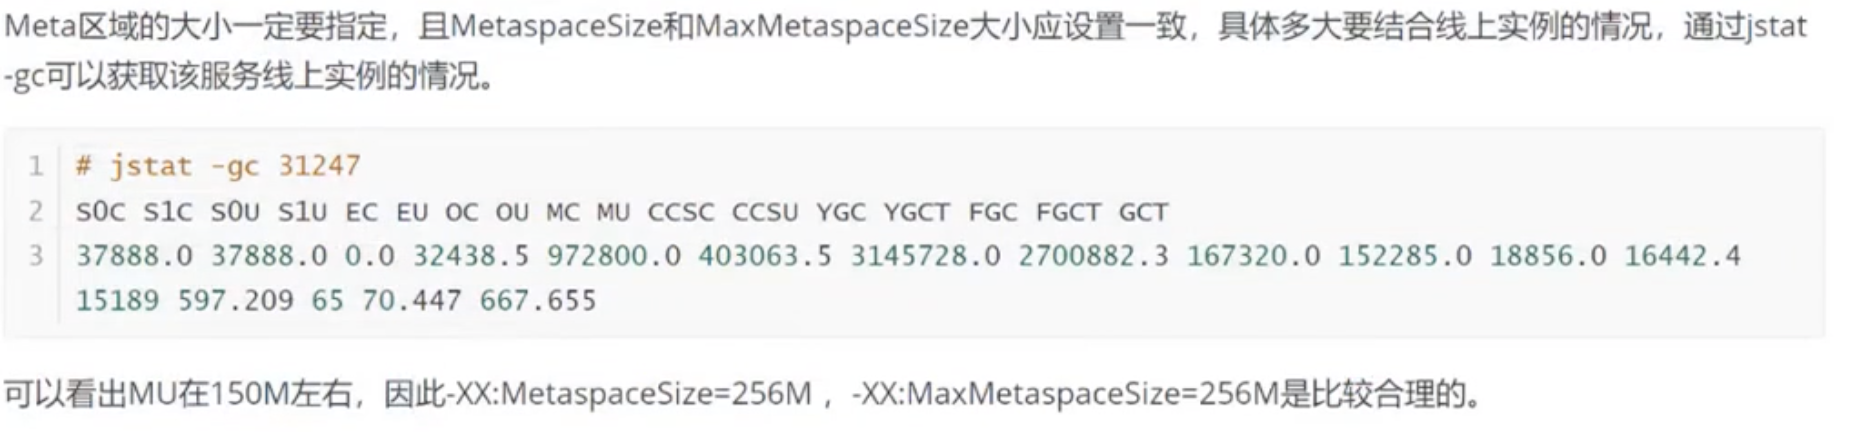 Meta区域的大小一定要指定，且MetaspaceSize和MaxMetaspaceSize大小应设置一致，具体多大要结合线上实例的情况，通过jstat
-gc可以获取该服务线上实例的情况。
1 # jstat -gc 31247
2 S0C S1C S0U S1U EC EU OC OU MC MU CCSC CCSU YGC YGCT FGC FGCT GCT
3 37888.0 37888.0 0.0 32438.5 972800.0 403063.5 3145728.0 2700882.3 167320.0 152285.0 18856.0 16442.4
15189 597.209 65 70.447 667.655
可以看出MU在150M左右，因此-XX:MetaspaceSize=256M ，-XX:MaxMetaspaceSize=256M是比较合理的。